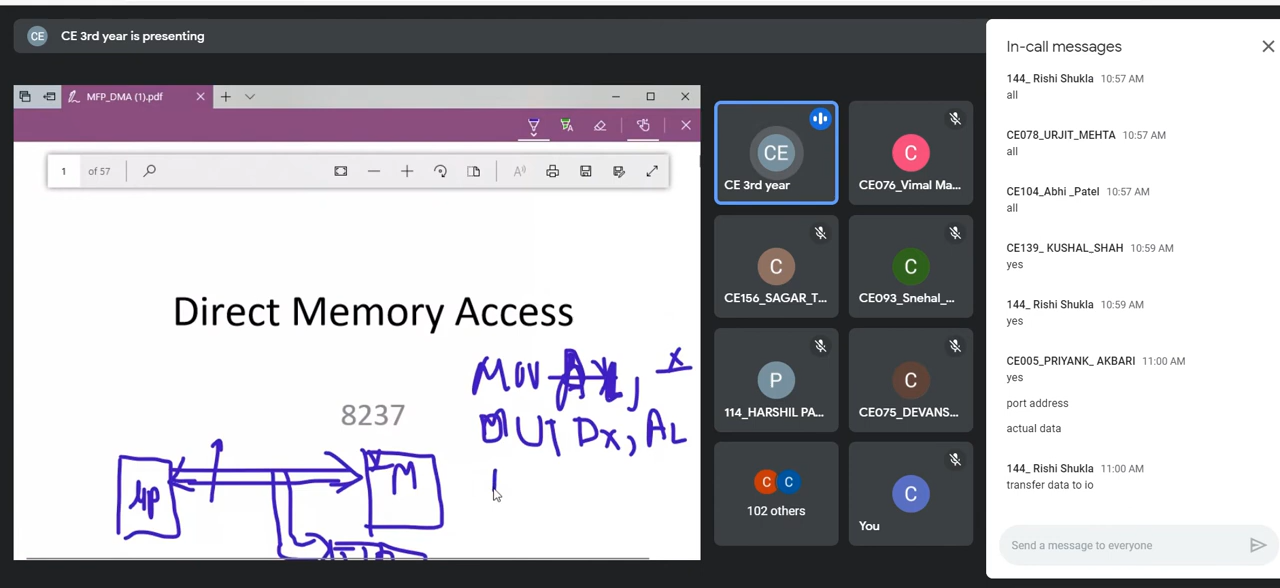 CE
CE 3rd year is presenting
MFP_DMA (1).pdf
1 of 57
Direct Memory Access
8237
MOV
x
OUT Dx, AL
μp
M
CE
CE 3rd year
C
CE076_Vimal Ma...
C
CE156_SAGAR_T...
C
CE093_Snehal_...
P
114_HARSHIL PA...
C
CE075_DEVANS...
C
C
102 others
C
You
In-call messages
144_ Rishi Shukla 10:57 AM
all
CE078_URJIT_MEHTA 10:57 AM
all
CE104_Abhi _Patel 10:57 AM
all
CE139_ KUSHAL_SHAH 10:59 AM
yes
144_ Rishi Shukla 10:59 AM
yes
CE005_PRIYANK_ AKBARI 11:00 AM
yes
port address
actual data
144_ Rishi Shukla 11:00 AM
transfer data to io
Send a message to everyone